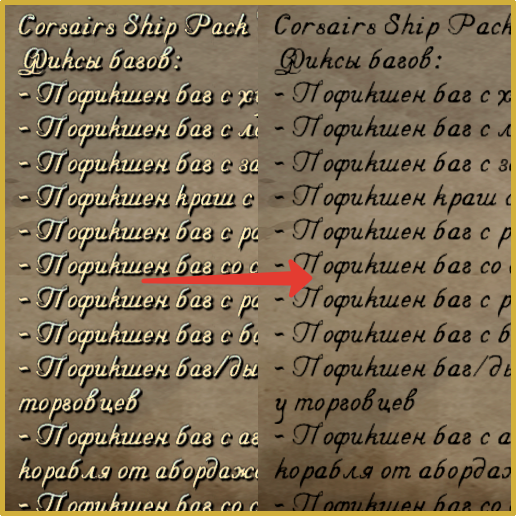 Corsairs Ship Pack
Фиксы багов:
- Пофикшен баг с
- Пофикшен баг с
- Пофикшен баг с
- Пофикшен краш с
- Пофикшен баг с
- Пофикшен баг со
- Пофикшен баг с
- Пофикшен баг с
- Пофикшен баг/
торговцев
- Пофикшен баг с
корабля от
- Пофикшен баг со
Corsairs Ship Pack
Фиксы багов:
- Пофикшен баг с
- Пофикшен баг с
- Пофикшен баг с
- Пофикшен краш
- Пофикшен баг с
- Пофикшен баг со
- Пофикшен баг с
- Пофикшен баг с
- Пофикшен баг/
у торговцев
- Пофикшен баг с
корабля от
- Пофикшен баг со